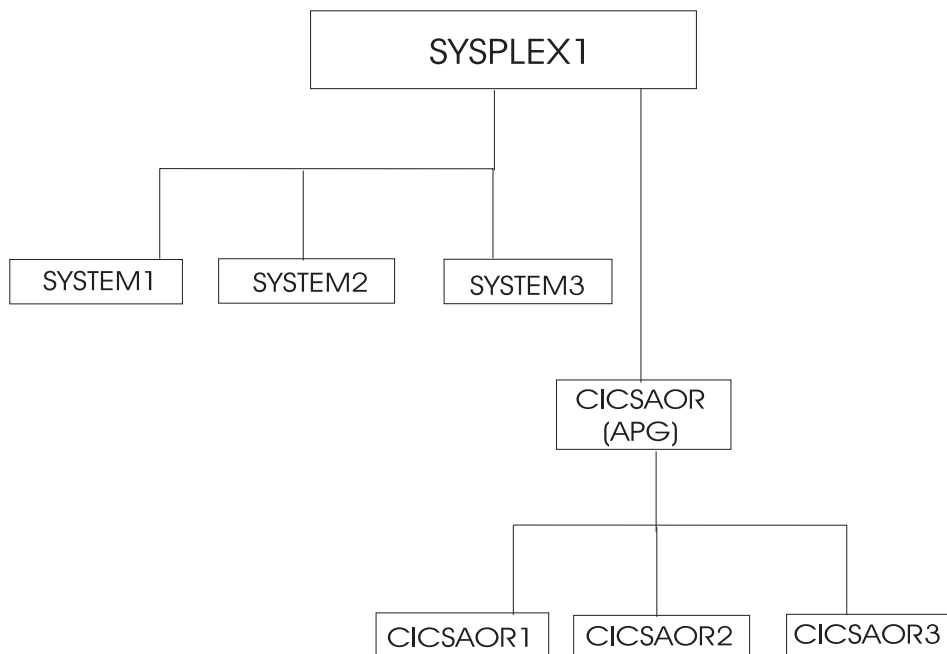 SYSPLEX1
SYSTEM1
SYSTEM2
SYSTEM3
CICSAOR
(APG)
CICSAOR1
CICSAOR2
CICSAOR3